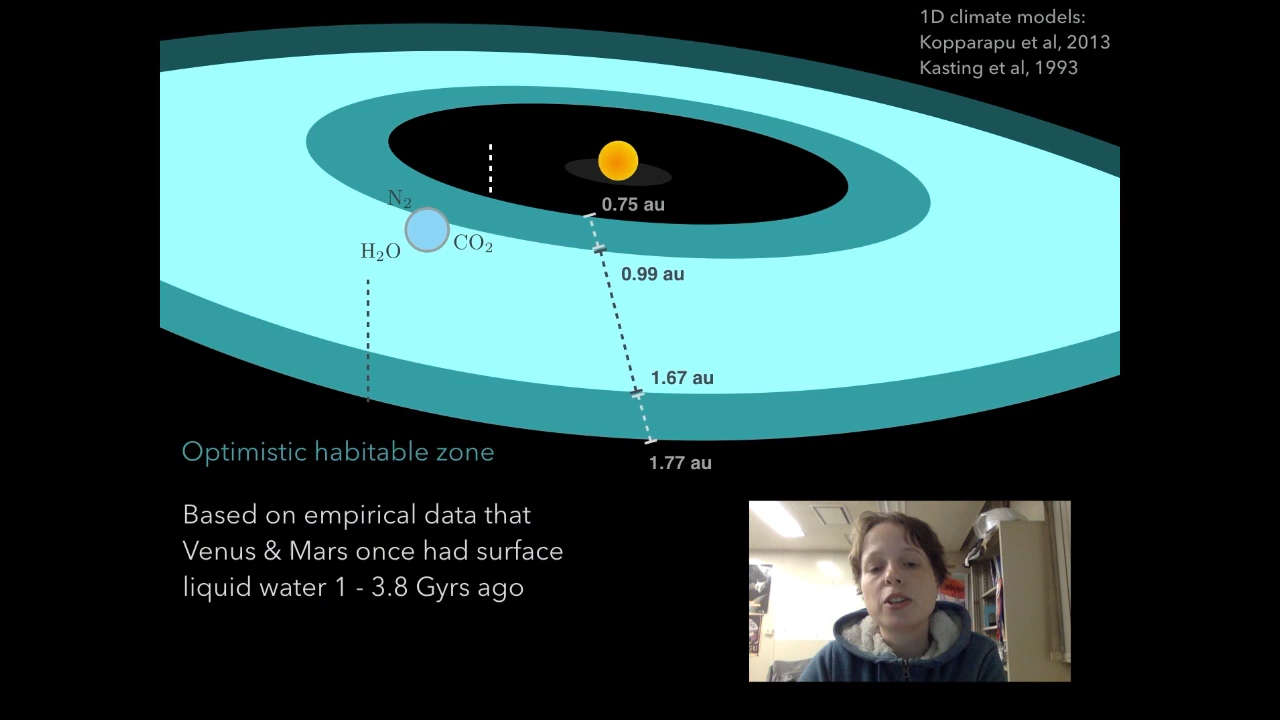 1D climate models:
Kopparapu et al, 2013
Kasting et al, 1993
N₂
H₂O
CO₂
0.75 au
0.99 au
1.67 au
1.77 au
Optimistic habitable zone
Based on empirical data that
Venus & Mars once had surface
liquid water 1 - 3.8 Gyrs ago